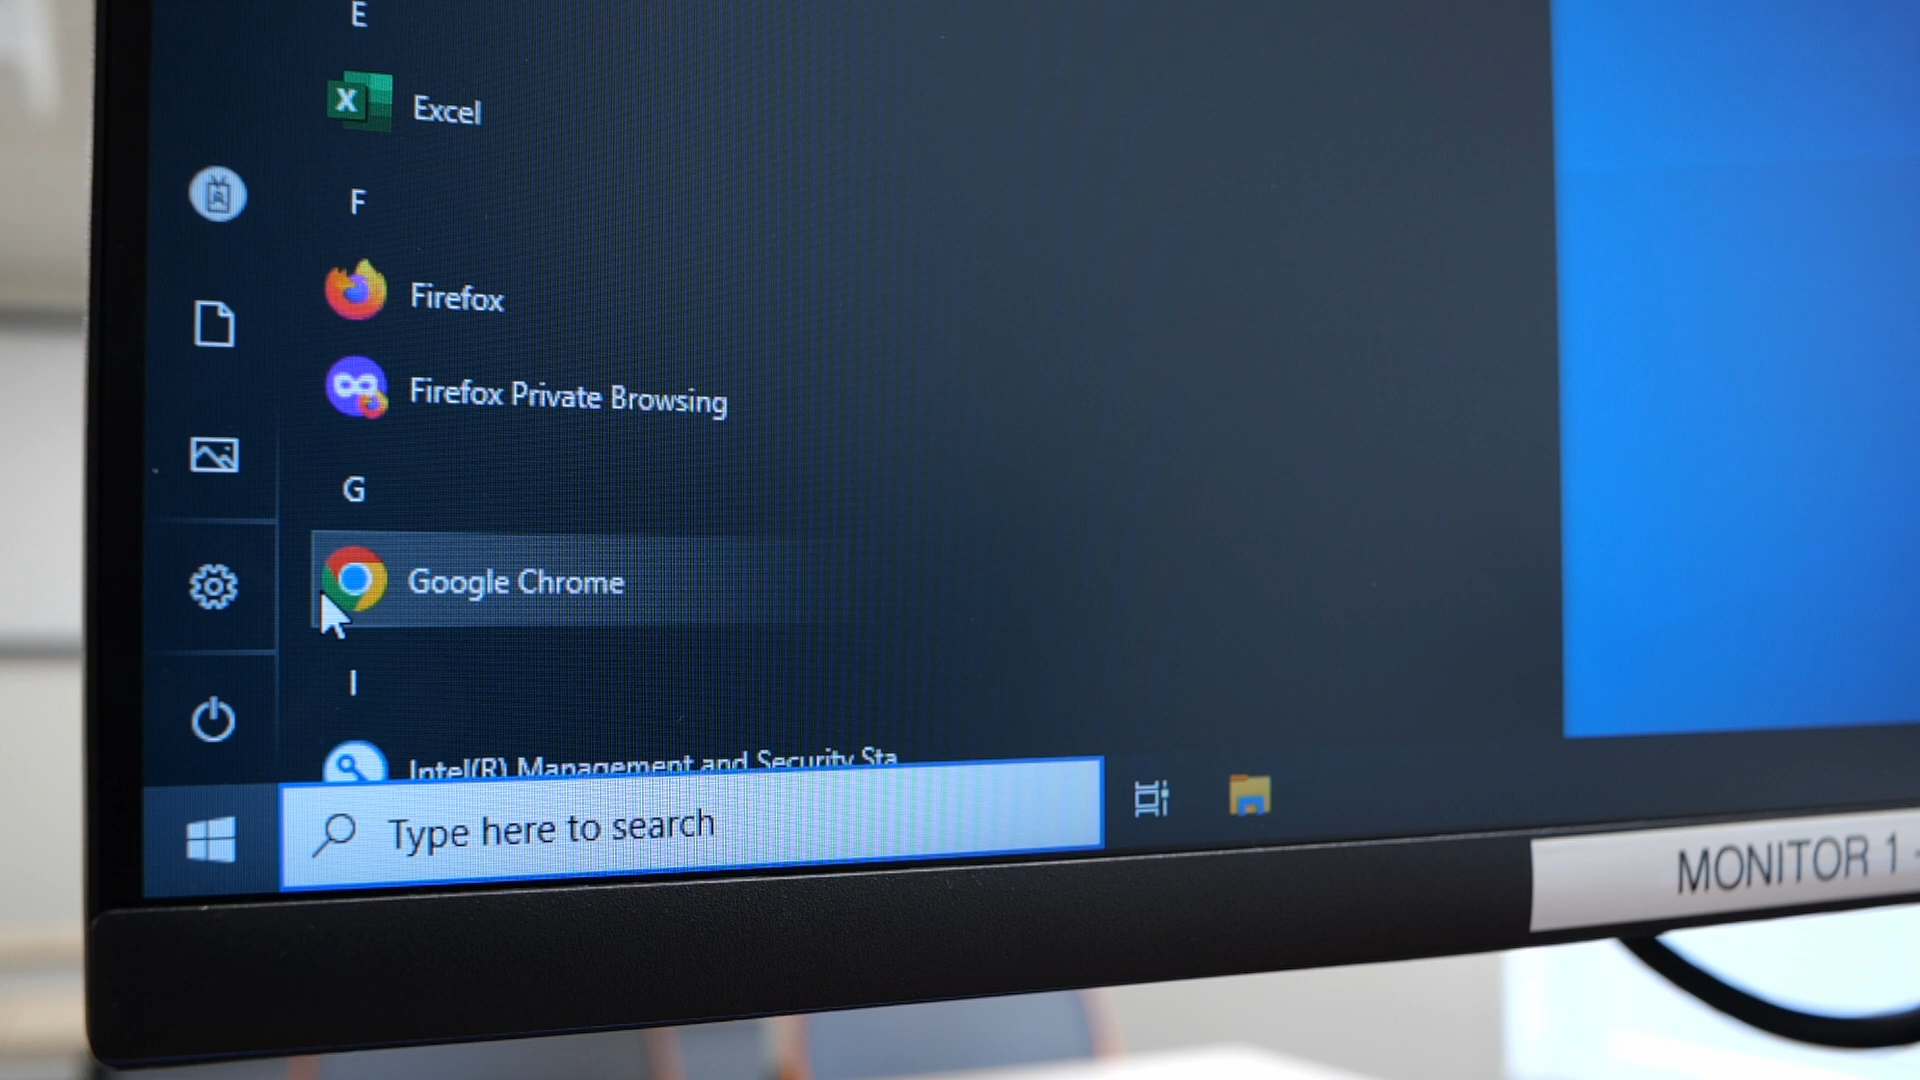 E
Excel
F
Firefox
Firefox Private Browsing
G
Google Chrome
I
Intel(R) Management and Security Sta
Type here to search
MONITOR 1 -